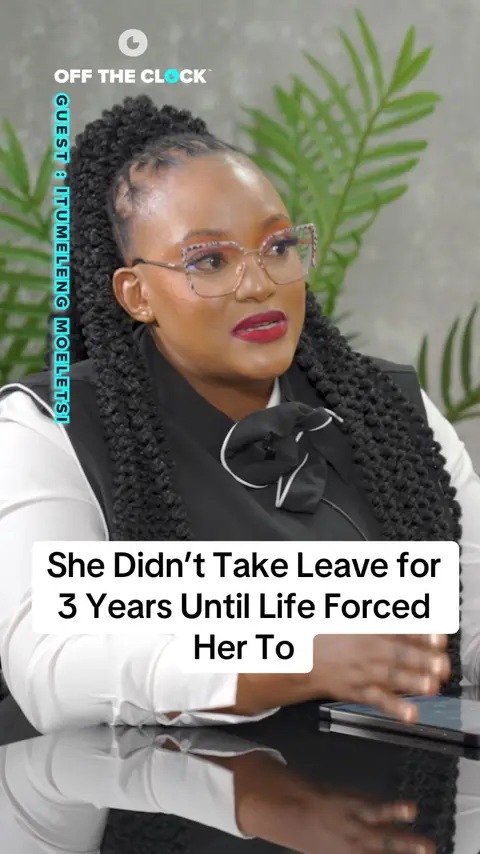 OFF THE CLOCK
GUEST : ITUMELENG MOELETSI
She Didn’t Take Leave for
3 Years Until Life Forced
Her To